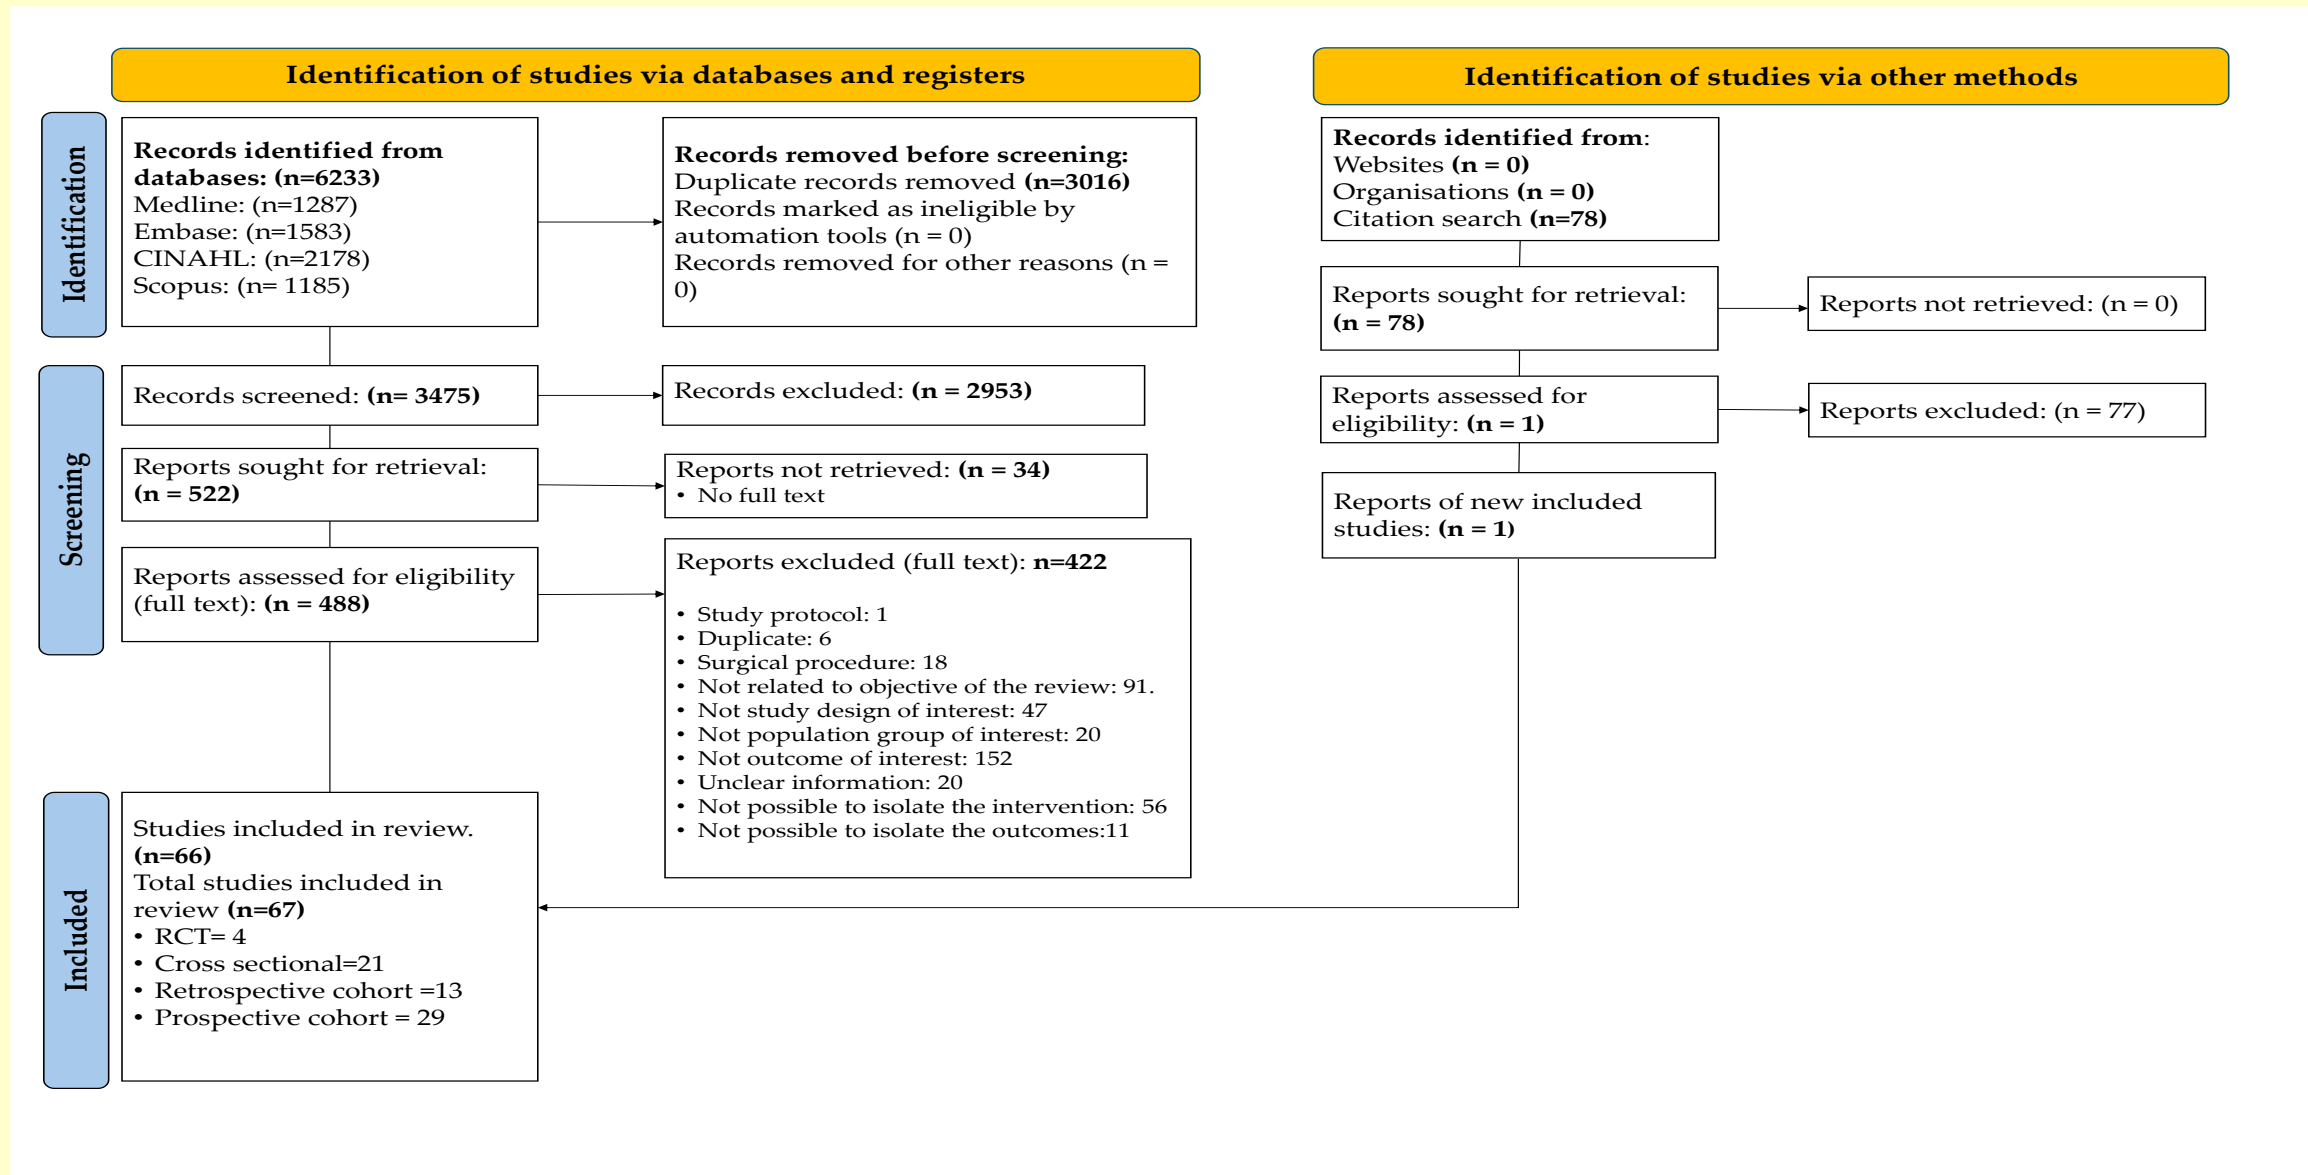 Identification of studies via databases and registers
Identification of studies via other methods
Identification
Records identified from
databases: (n=6233)
Medline: (n=1287)
Embase: (n=1583)
CINAHL: (n=2178)
Scopus: (n= 1185)
Records removed before screening:
Duplicate records removed (n=3016)
Records marked as ineligible by
automation tools (n = 0)
Records removed for other reasons (n =
0)
Records identified from:
Websites (n = 0)
Organisations (n = 0)
Citation search (n=78)
Reports sought for retrieval:
(n = 78)
Reports not retrieved: (n = 0)
Screening
Records screened: (n= 3475)
Records excluded: (n = 2953)
Reports assessed for
eligibility: (n = 1)
Reports excluded: (n = 77)
Reports sought for retrieval:
(n = 522)
Reports not retrieved: (n = 34)
• No full text
Reports of new included
studies: (n = 1)
Reports assessed for eligibility
(full text): (n = 488)
Reports excluded (full text): n=422
• Study protocol: 1
• Duplicate: 6
• Surgical procedure: 18
• Not related to objective of the review: 91.
• Not study design of interest: 47
• Not population group of interest: 20
• Not outcome of interest: 152
• Unclear information: 20
• Not possible to isolate the intervention: 56
• Not possible to isolate the outcomes:11
Included
Studies included in review.
(n=66)
Total studies included in
review (n=67)
• RCT= 4
• Cross sectional=21
• Retrospective cohort =13
• Prospective cohort = 29